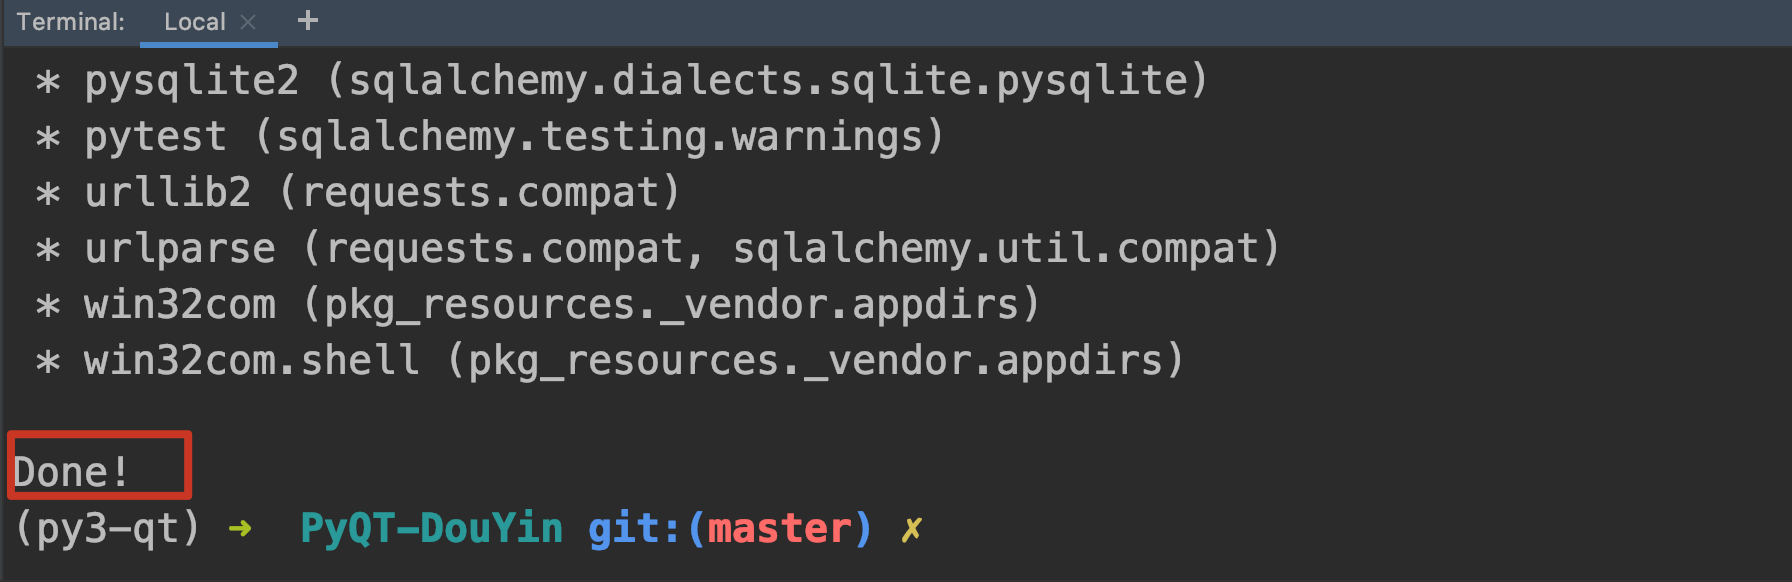 Terminal: Local × +
* pysqlite2 (sqlalchemy.dialects.sqlite.pysqlite)
* pytest (sqlalchemy.testing.warnings)
* urllib2 (requests.compat)
* urlparse (requests.compat, sqlalchemy.util.compat)
* win32com (pkg_resources._vendor.appdirs)
* win32com.shell (pkg_resources._vendor.appdirs)
Done!
(py3-qt) ➜ PyQT-DouYin git:(master) ✗